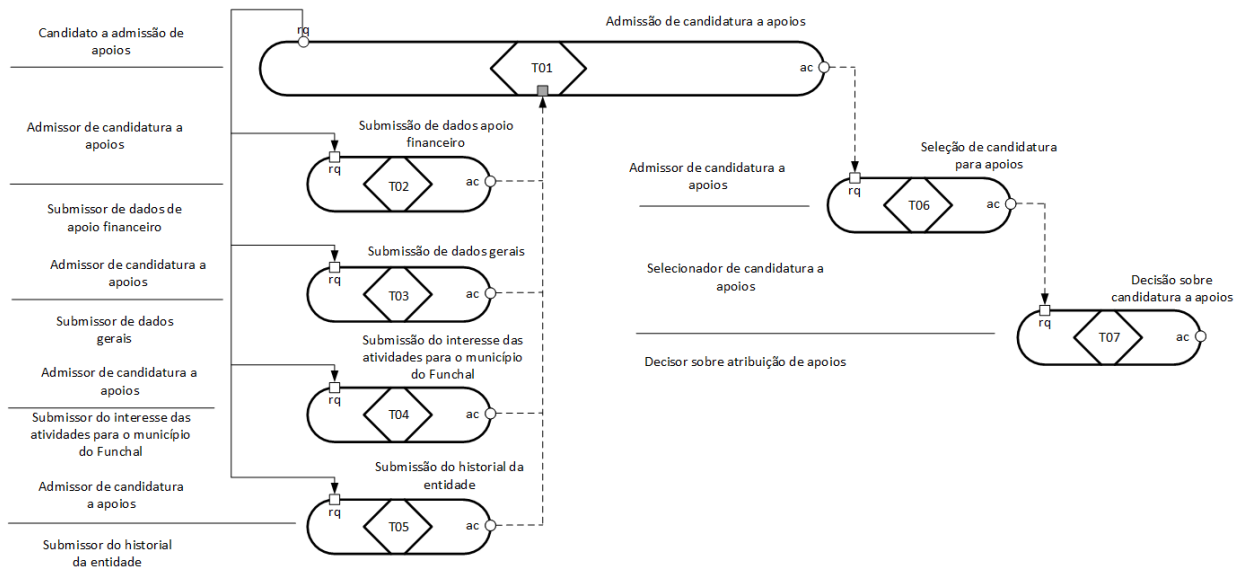 rq
Admissão de candidatura a apoios
Candidato a admissão de
apoios
T01
ac
Admissor de candidatura a
apoios
Submissão de dados apoio
financeiro
rq
T02
ac
Submissor de dados de
apoio financeiro
Admissor de candidatura a
apoios
Submissão de dados gerais
rq
T03
ac
Submissor de dados
gerais
Admissor de candidatura a
apoios
Submissão do interesse das
atividades para o município
do Funchal
rq
T04
ac
Submissor do interesse das
atividades para o município
do Funchal
Admissor de candidatura
a apoios
Submissão do historial da
entidade
rq
T05
ac
Submissor do historial
da entidade
Admissor de candidatura a
apoios
Seleção de candidatura
para apoios
rq
T06
ac
Selecionador de candidatura a
apoios
Decisão sobre
candidatura a apoios
rq
T07
ac
Decisor sobre atribuição de apoios